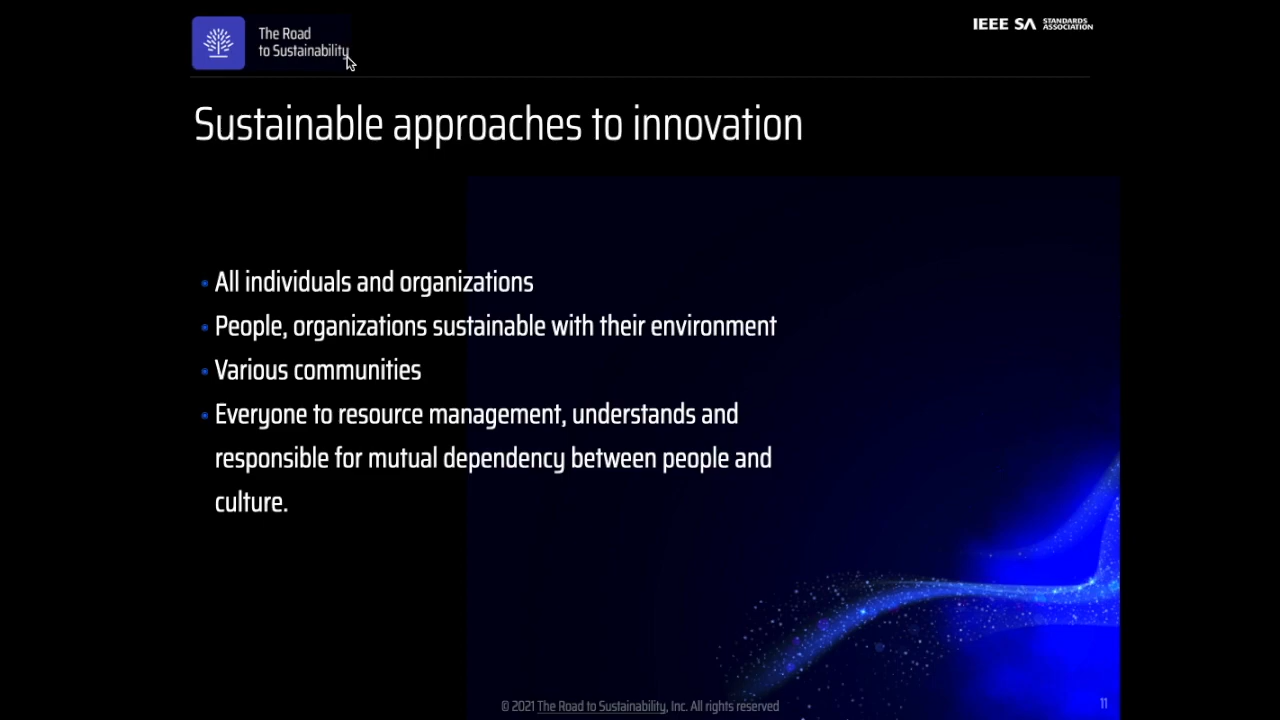 The Road
to Sustainability
IEEE SA STANDARDS
ASSOCIATION
Sustainable approaches to innovation
All individuals and organizations
People, organizations sustainable with their environment
Various communities
Everyone to resource management, understands and
responsible for mutual dependency between people and
culture.
© 2021 The Road to Sustainability, Inc. All rights reserved
11